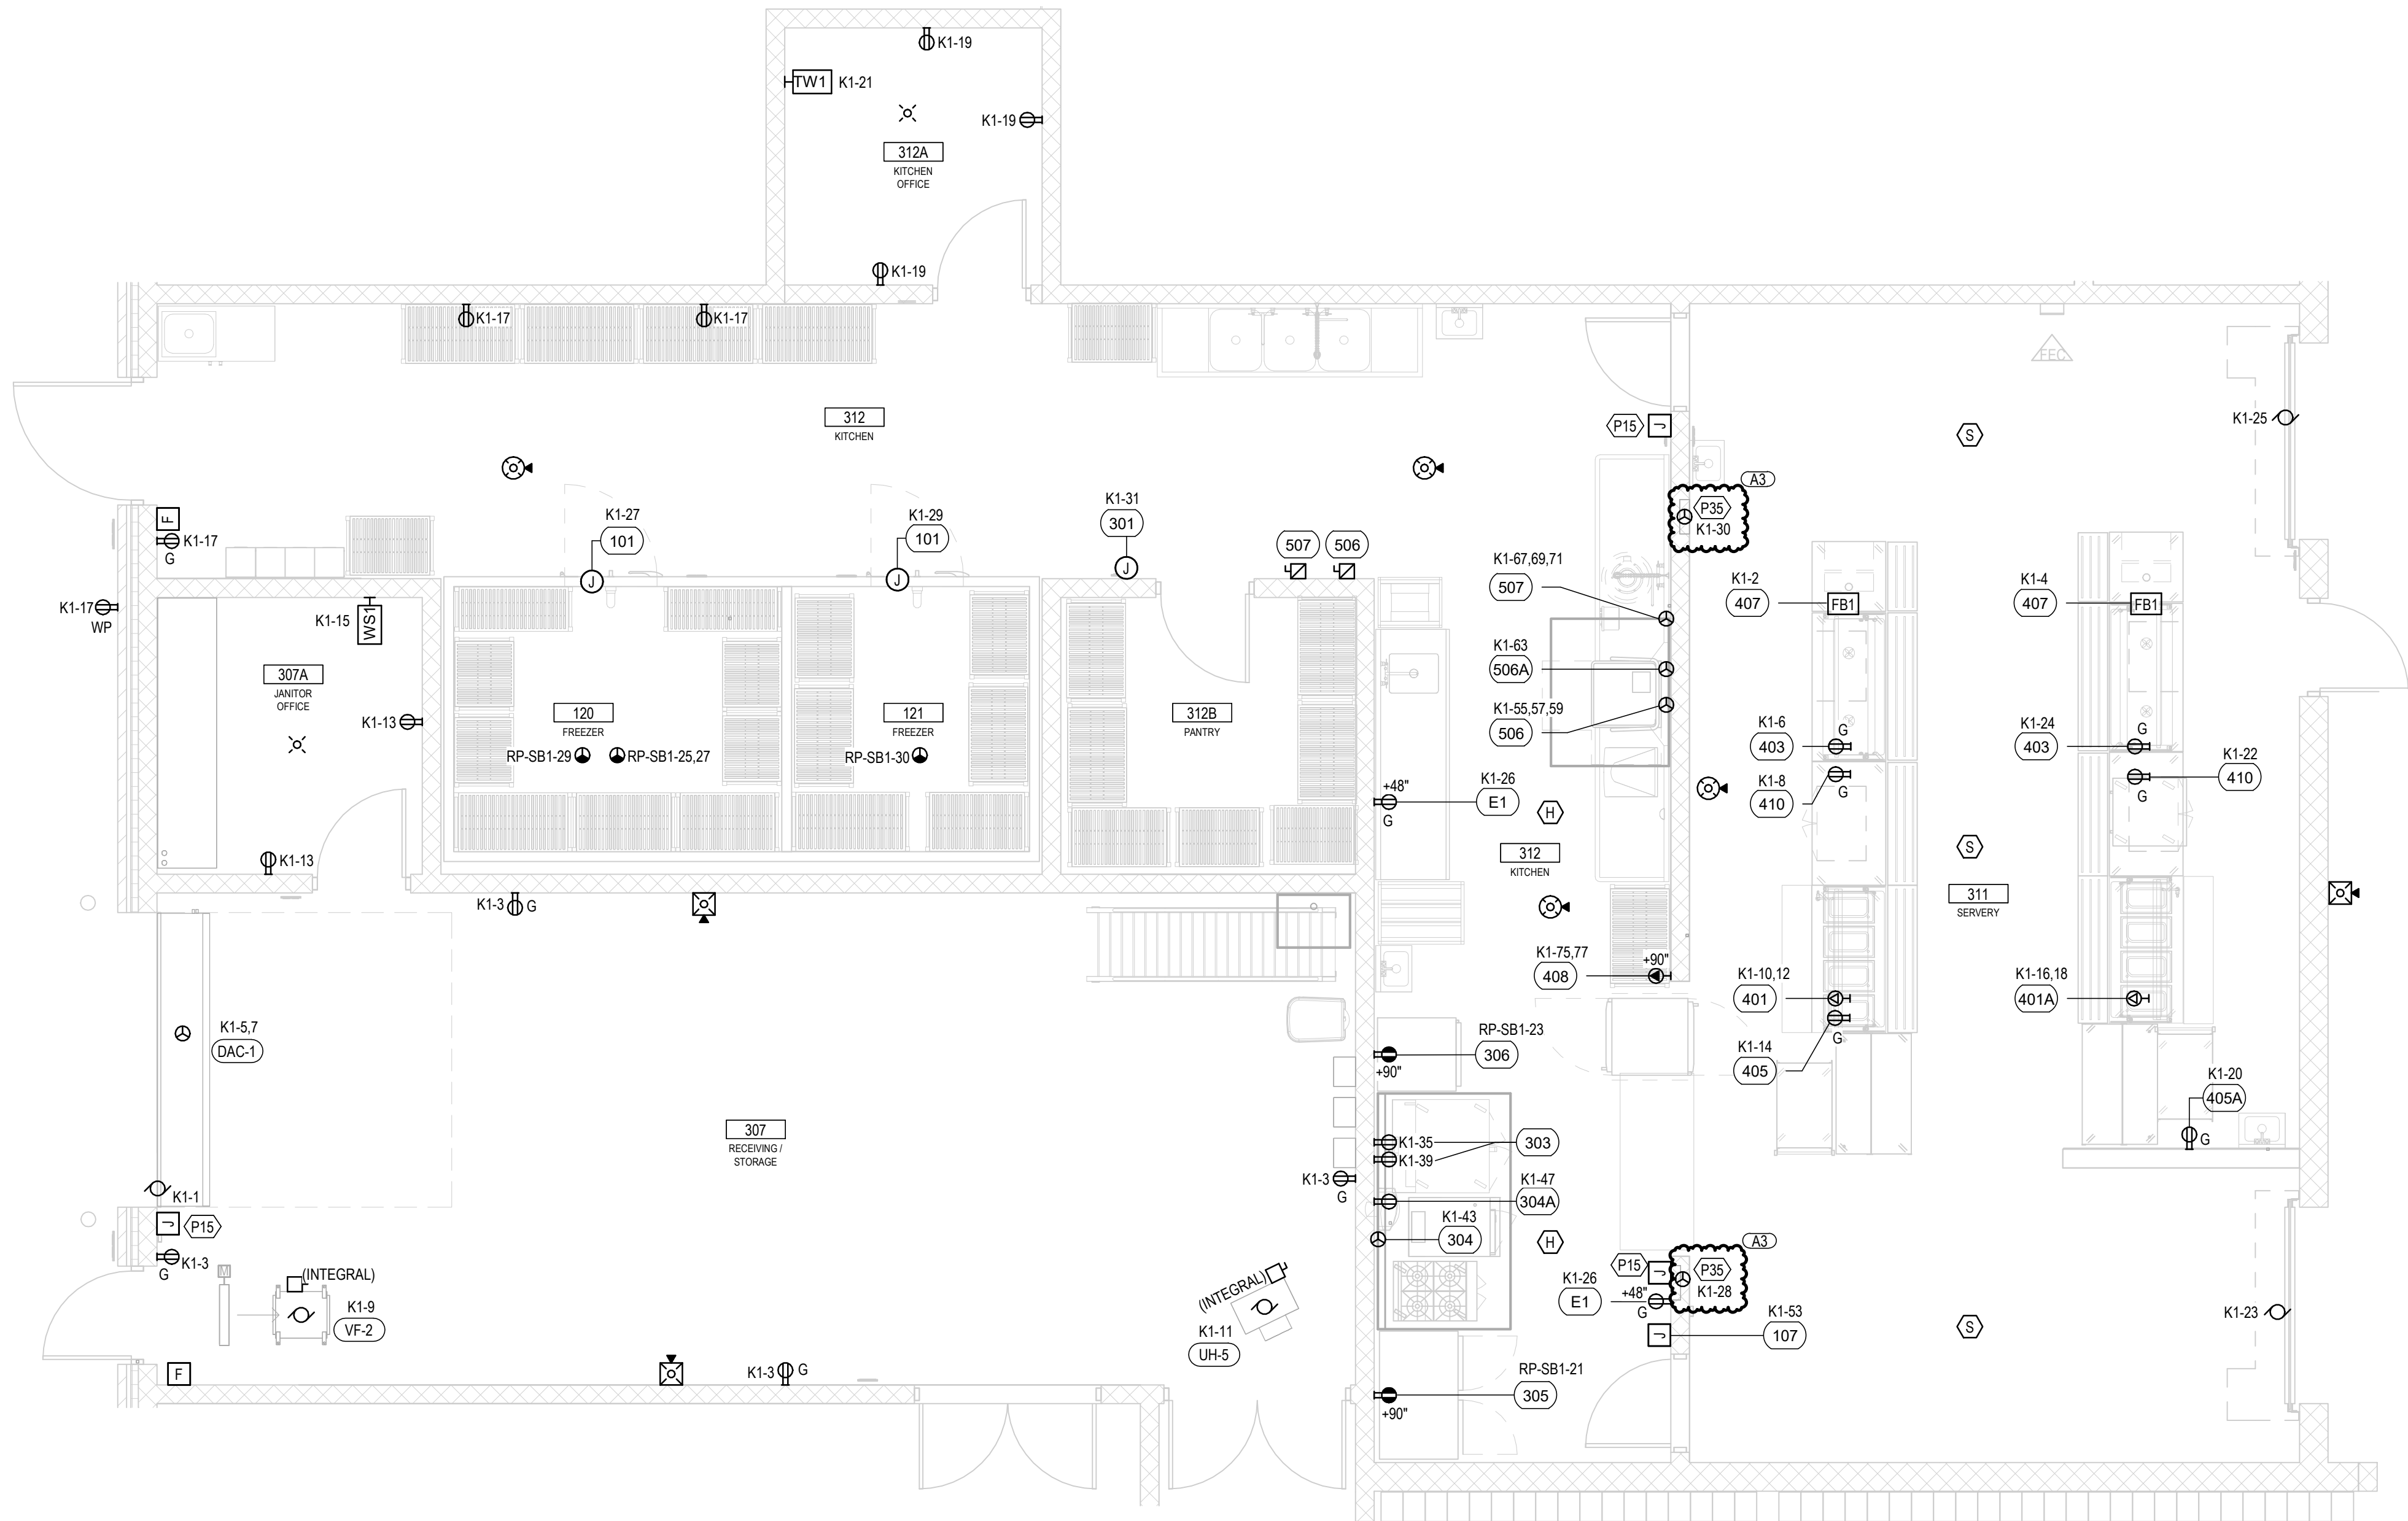 K1-19
TW1 K1-21
K1-19
312A
KITCHEN
OFFICE
K1-19
K1-17
K1-17
FEC
312
KITCHEN
P15
J
S
K1-25
A3
P35
K1-30
F
K1-17
G
K1-27
101
J
K1-29
101
J
K1-31
301
J
507
506
K1-67,69,71
507
K1-63
506A
K1-55,57,59
506
K1-2
407
FB1
K1-4
407
FB1
K1-17
WP
K1-15
WS1
307A
JANITOR
OFFICE
K1-13
K1-13
120
FREEZER
RP-SB1-29
RP-SB1-25,27
121
FREEZER
RP-SB1-30
312B
PANTRY
K1-6
403
G
K1-24
403
G
K1-22
410
G
K1-8
410
G
+48"
G
K1-26
E1
H
312
KITCHEN
S
311
SERVERY
K1-3
G
K1-75,77
408
+90"
K1-10,12
401
K1-16,18
401A
G
K1-14
405
K1-5,7
DAC-1
RP-SB1-23
306
+90"
K1-20
405A
G
307
RECEIVING /
STORAGE
K1-35
K1-39
303
K1-3
G
K1-47
304A
K1-43
304
H
K1-1
J
P15
K1-3
G
M
(INTEGRAL)
K1-9
VF-2
(INTEGRAL)
K1-11
UH-5
A3
P15
J
P35
K1-28
K1-26
E1
+48"
G
J
K1-53
107
S
K1-23
F
K1-3
G
RP-SB1-21
305
+90"